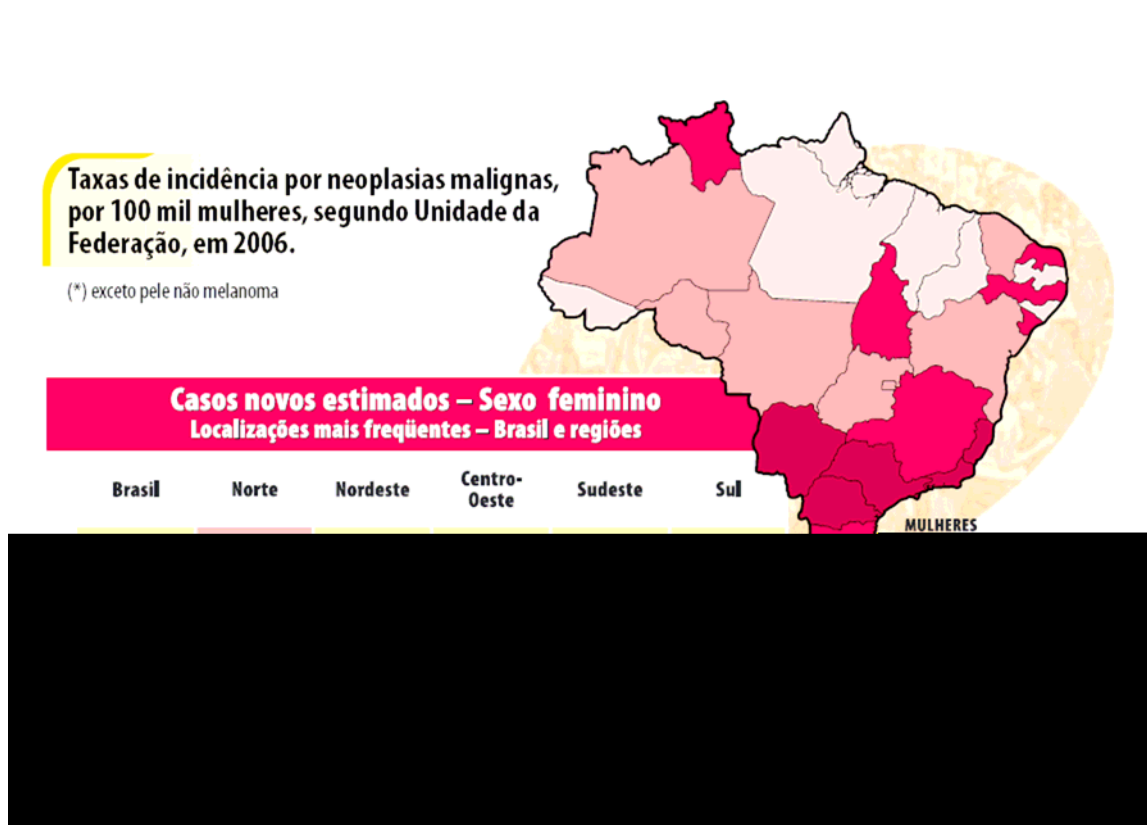 Taxas de incidência por neoplasias malignas,
por 100 mil mulheres, segundo Unidade da
Federação, em 2006.
(*) exceto pele não melanoma
Casos novos estimados – Sexo feminino
Localizações mais freqüentes – Brasil e regiões
Brasil Norte Nordeste Centro-
Oeste Sudeste Sul
MULHERES